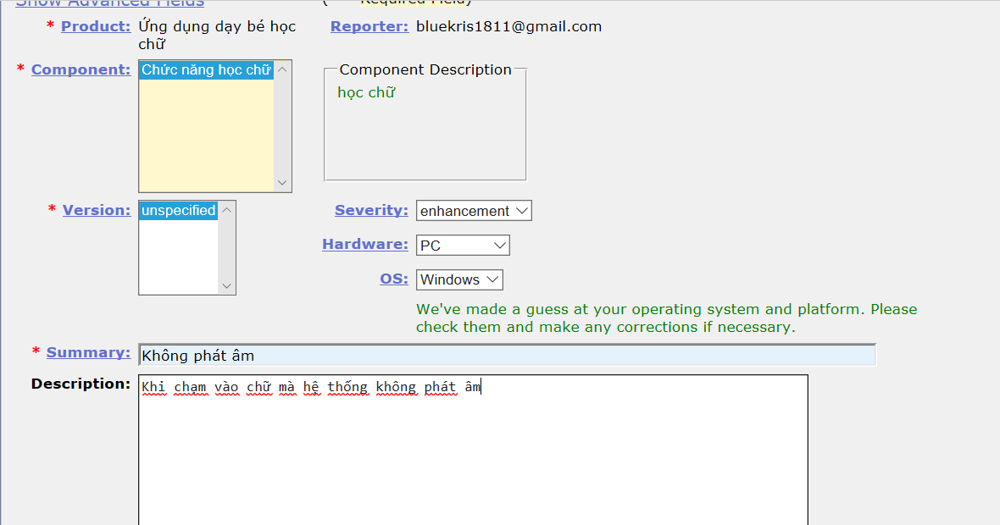 Show Advanced Fields
Required Field)
* Product: Ứng dụng dạy bé học chữ
Reporter: bluekris1811@gmail.com
* Component: Chức năng học chữ
Component Description
học chữ
* Version: unspecified
Severity: enhancement
Hardware: PC
OS: Windows
We've made a guess at your operating system and platform. Please
check them and make any corrections if necessary.
* Summary: Không phát âm
Description: Khi chạm vào chữ mà hệ thống không phát âm